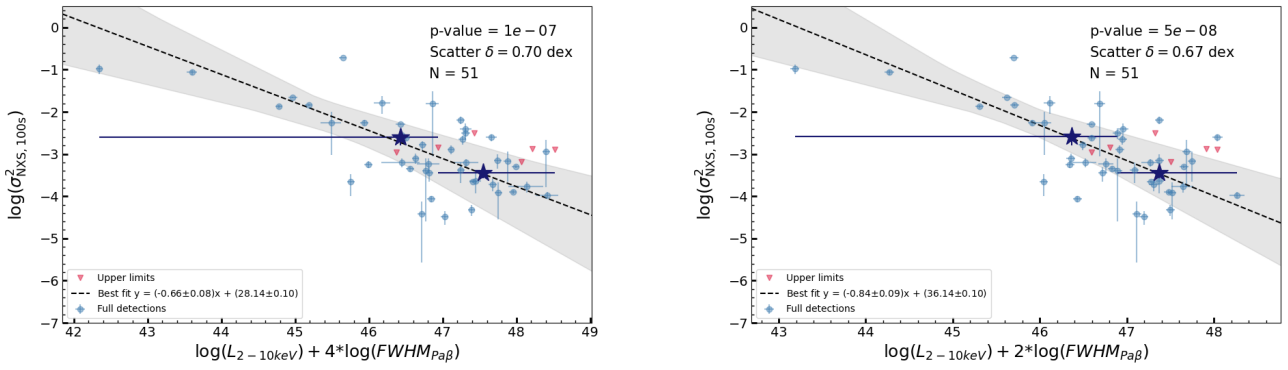 p-value = 1e − 07
Scatter δ = 0.70 dex
N = 51
log(σ²NXS,100s)
0
−1
−2
−3
−4
−5
−6
−7
Upper limits
Best fit y = (-0.66±0.08)x + (28.14±0.10)
Full detections
42 43 44 45 46 47 48 49
log(L2−10keV) + 4*log(FWHMPaβ)
p-value = 5e − 08
Scatter δ = 0.67 dex
N = 51
log(σ²NXS,100s)
0
−1
−2
−3
−4
−5
−6
−7
Upper limits
Best fit y = (-0.84±0.09)x + (36.14±0.10)
Full detections
43 44 45 46 47 48
log(L2−10keV) + 2*log(FWHMPaβ)